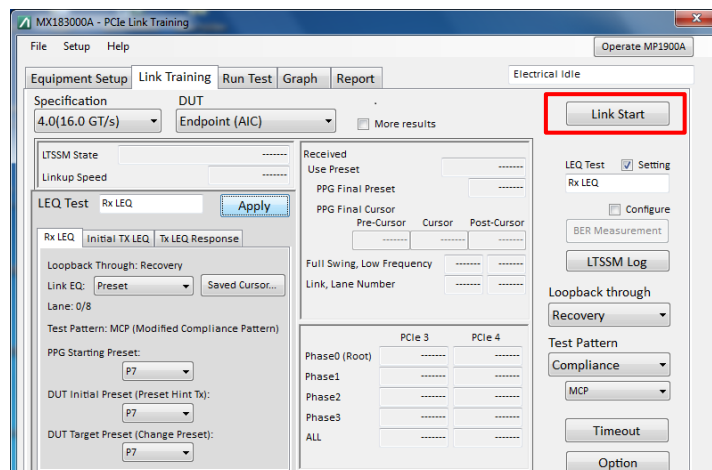 MX183000A - PCIe Link Training
File Setup Help
Operate MP1900A
Equipment Setup Link Training Run Test Graph Report
Electrical Idle
Specification DUT
4.0(16.0 GT/s) Endpoint (AIC)
More results
Link Start
LTSSM State -------
Linkup Speed -------
LEQ Test Rx LEQ Apply
Rx LEQ Initial TX LEQ Tx LEQ Response
Loopback Through: Recovery
Link EQ: Preset Saved Cursor...
Lane: 0/8
Test Pattern: MCP (Modified Compliance Pattern)
PPG Starting Preset:
P7
DUT Initial Preset (Preset Hint Tx):
P7
DUT Target Preset (Change Preset):
P7
Received
Use Preset -------
PPG Final Preset -------
PPG Final Cursor
Pre-Cursor Cursor Post-Cursor
------- ------- -------
Full Swing, Low Frequency ------- -------
Link, Lane Number ------- -------
PCIe 3 PCIe 4
Phase0 (Root) ------- -------
Phase1 ------- -------
Phase2 ------- -------
Phase3 ------- -------
ALL ------- -------
LEQ Test Setting
Rx LEQ
Configure
BER Measurement
LTSSM Log
Loopback through
Recovery
Test Pattern
Compliance
MCP
Timeout
Option